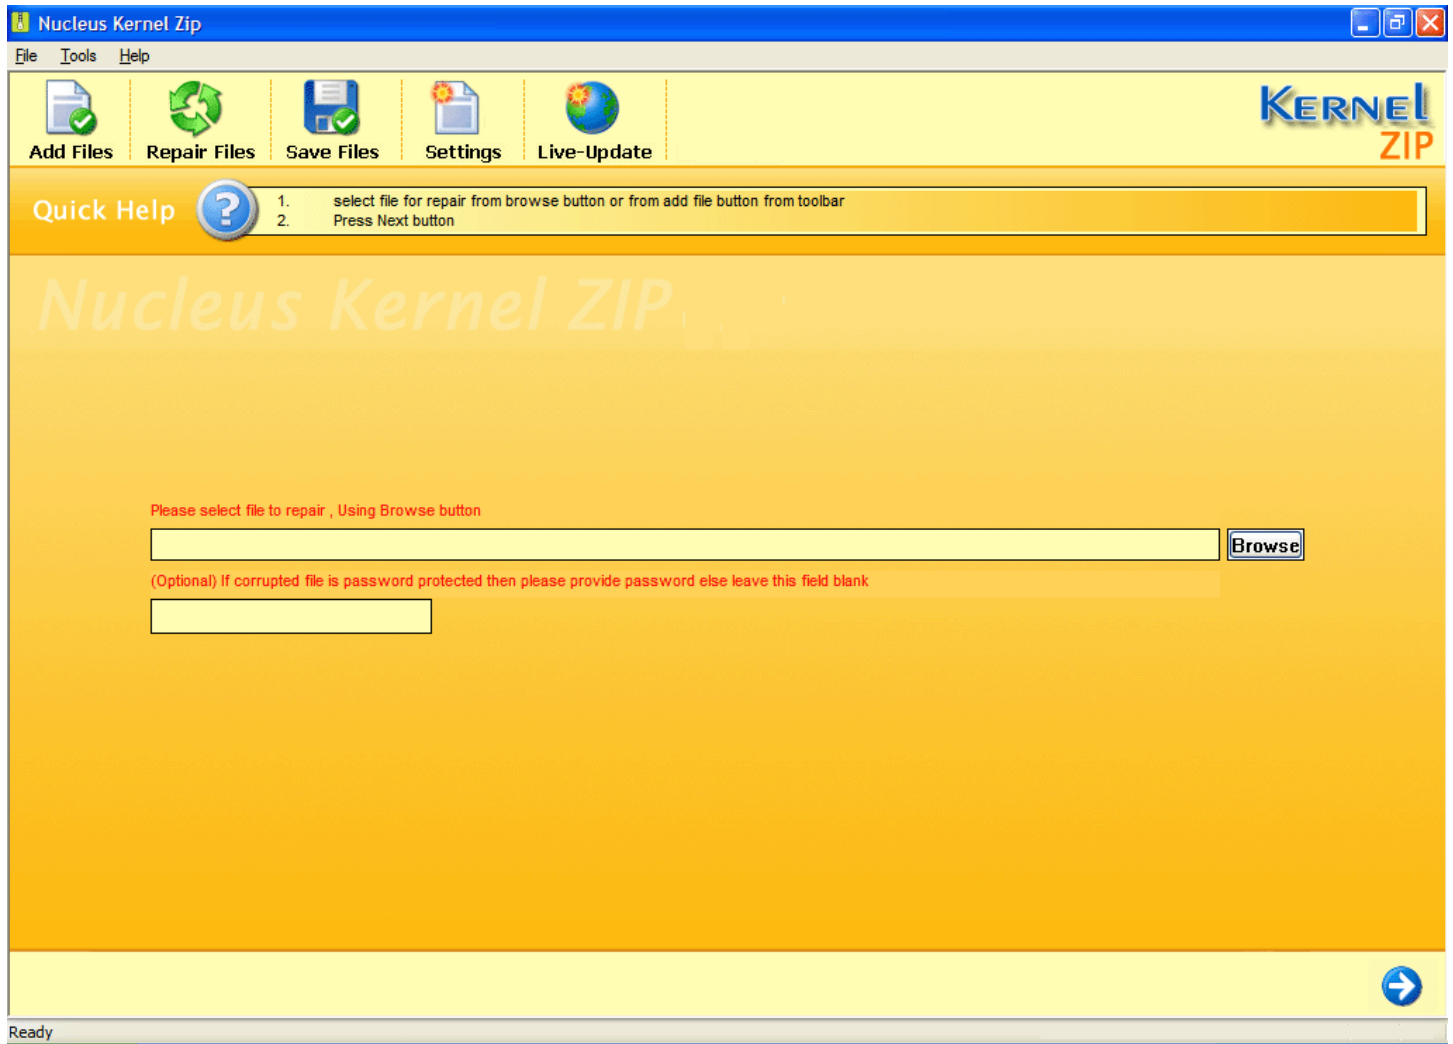 Nucleus Kernel Zip
File Tools Help
Add Files Repair Files Save Files Settings Live-Update
KERNEl
ZIP
Quick Help
1. select file for repair from browse button or from add file button from toolbar
2. Press Next button
Nucleus Kernel ZIP
Please select file to repair , Using Browse button
Browse
(Optional) If corrupted file is password protected then please provide password else leave this field blank
Ready